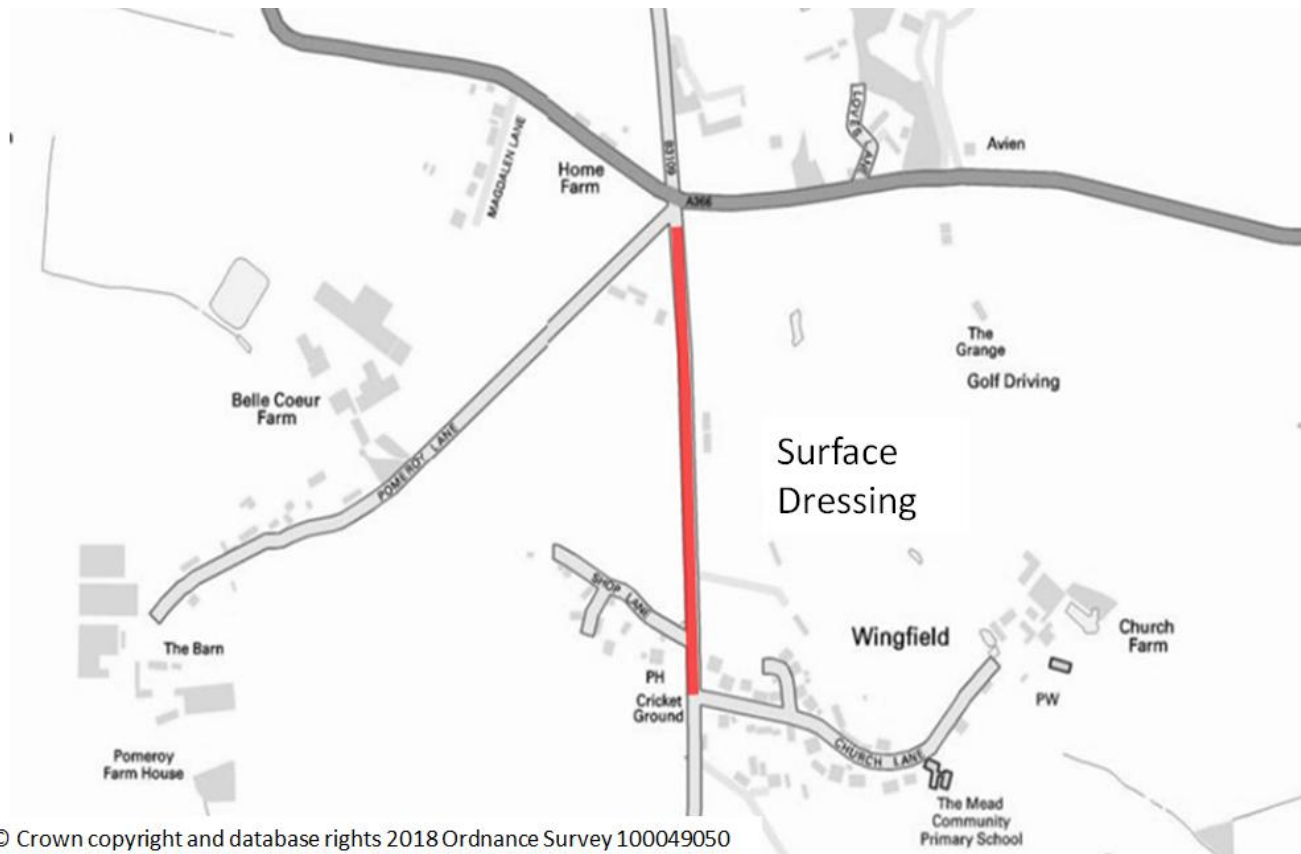 B3109
LOVES LANE
Avien
MAGDALEN LANE
Home
Farm
A366
The
Grange
Golf Driving
Belle Coeur
Farm
POMEROY LANE
Surface
Dressing
SHOP LANE
Wingfield
Church
Farm
The Barn
PH
Cricket
Ground
PW
CHURCH LANE
Pomeroy
Farm House
The Mead
Community
Primary School
© Crown copyright and database rights 2018 Ordnance Survey 100049050